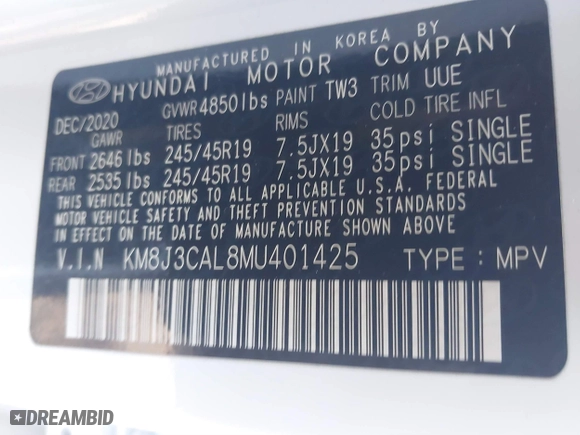 MANUFACTURED IN KOREA BY
HYUNDAI MOTOR COMPANY
DEC/2020 GVWR 4850 lbs PAINT TW3 TRIM UUE
GAWR TIRES RIMS COLD TIRE INFL
FRONT 2646 lbs 245/45R19 7.5JX19 35psi SINGLE
REAR 2535 lbs 245/45R19 7.5JX19 35psi SINGLE
THIS VEHICLE CONFORMS TO ALL APPLICABLE U.S.A. FEDERAL
MOTOR VEHICLE SAFETY AND THEFT PREVENTION STANDARDS
IN EFFECT ON THE DATE OF MANUFACTURE SHOWN ABOVE
V.I.N KM8J3CAL8MU401425 TYPE : MPV
DREAMBID